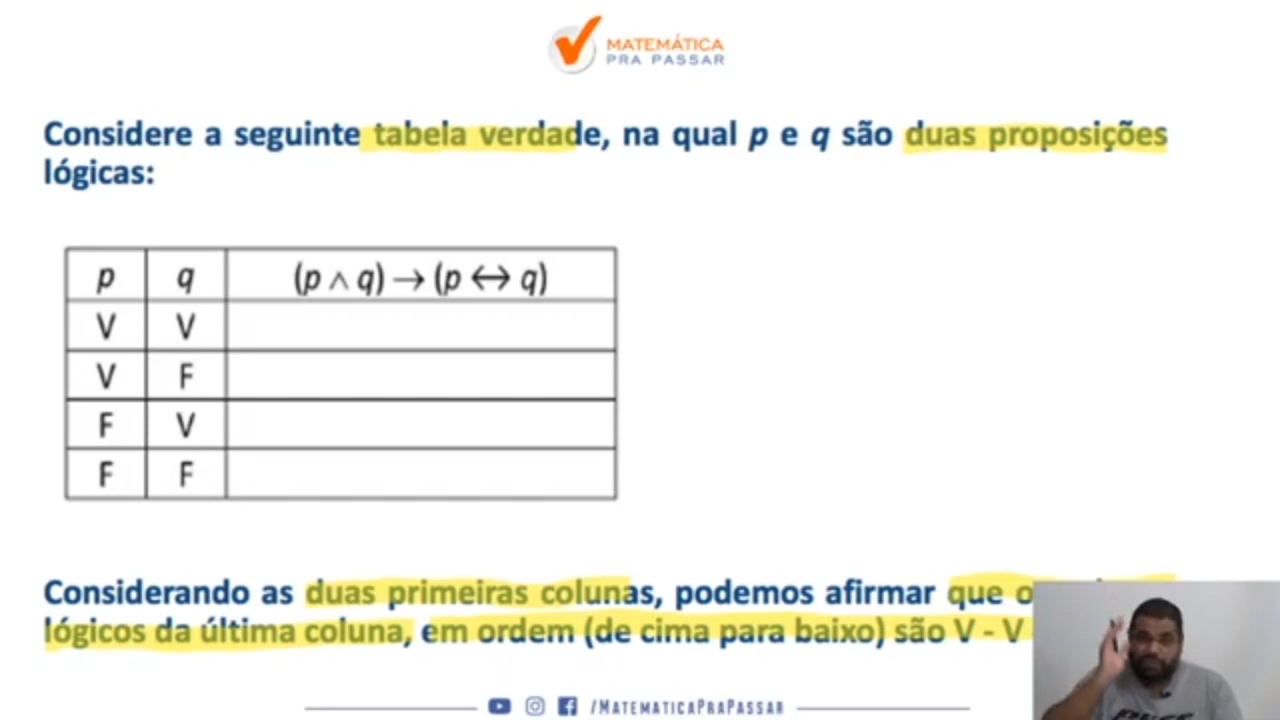 MATEMÁTICA
PRA PASSAR
Considere a seguinte tabela verdade, na qual p e q são duas proposições
lógicas:
p q (p ∧ q) → (p ↔ q)
V V
V F
F V
F F
Considerando as duas primeiras colunas, podemos afirmar que
lógicos da última coluna, em ordem (de cima para baixo) são V - V
/MATEMATICAPRAPASSAR